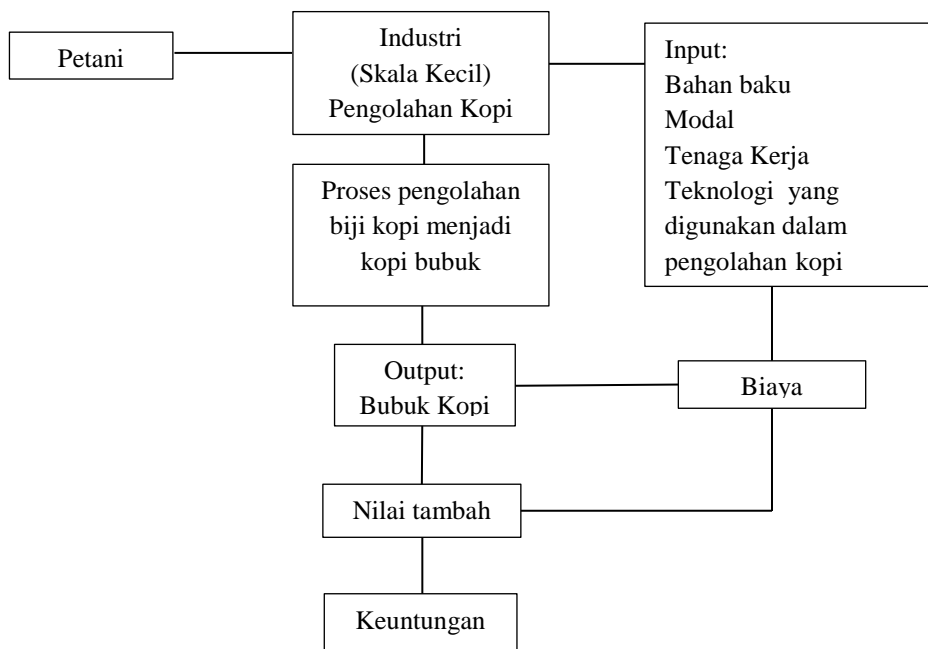 Petani
Industri
(Skala Kecil)
Pengolahan Kopi
Input:
Bahan baku
Modal
Tenaga Kerja
Teknologi yang
digunakan dalam
pengolahan kopi
Proses pengolahan
biji kopi menjadi
kopi bubuk
Output:
Bubuk Kopi
Biaya
Nilai tambah
Keuntungan